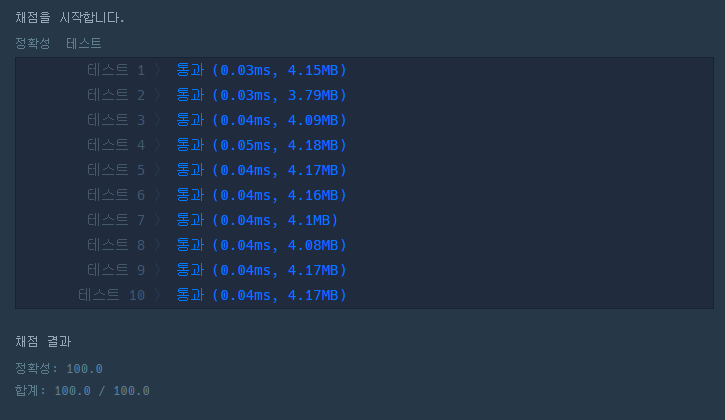 채점을 시작합니다.
정확성 테스트
테스트 1 〉 통과 (0.03ms, 4.15MB)
테스트 2 〉 통과 (0.03ms, 3.79MB)
테스트 3 〉 통과 (0.04ms, 4.09MB)
테스트 4 〉 통과 (0.05ms, 4.18MB)
테스트 5 〉 통과 (0.04ms, 4.17MB)
테스트 6 〉 통과 (0.04ms, 4.16MB)
테스트 7 〉 통과 (0.04ms, 4.1MB)
테스트 8 〉 통과 (0.04ms, 4.08MB)
테스트 9 〉 통과 (0.04ms, 4.17MB)
테스트 10 〉 통과 (0.04ms, 4.17MB)
채점 결과
정확성: 100.0
합계: 100.0 / 100.0